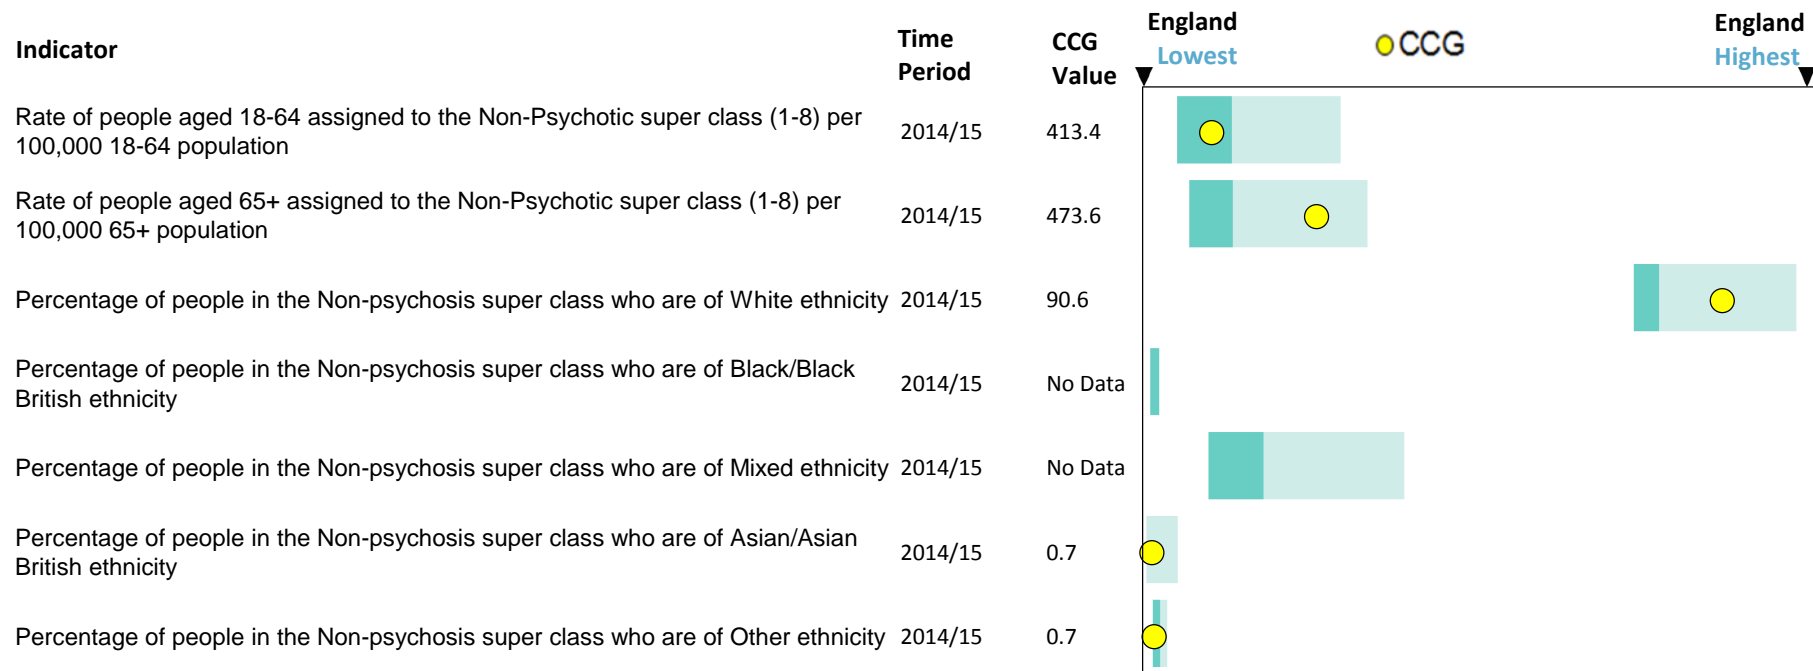 Indicator
Time
Period
CCG
Value
England
Lowest
CCG
England
Highest
Rate of people aged 18-64 assigned to the Non-Psychotic super class (1-8) per
100,000 18-64 population
2014/15
413.4
Rate of people aged 65+ assigned to the Non-Psychotic super class (1-8) per
100,000 65+ population
2014/15
473.6
Percentage of people in the Non-psychosis super class who are of White ethnicity
2014/15
90.6
Percentage of people in the Non-psychosis super class who are of Black/Black
British ethnicity
2014/15
No Data
Percentage of people in the Non-psychosis super class who are of Mixed ethnicity
2014/15
No Data
Percentage of people in the Non-psychosis super class who are of Asian/Asian
British ethnicity
2014/15
0.7
Percentage of people in the Non-psychosis super class who are of Other ethnicity
2014/15
0.7